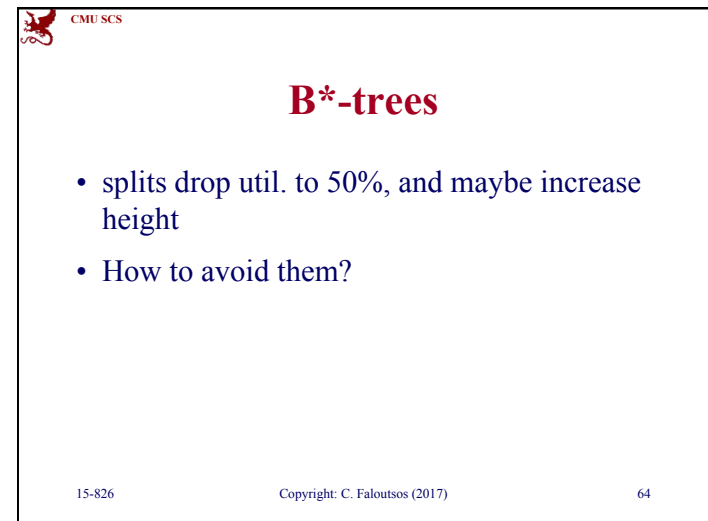 CMU SCS
B*-trees
• splits drop util. to 50%, and maybe increase
height
• How to avoid them?
15-826 Copyright: C. Faloutsos (2017) 64